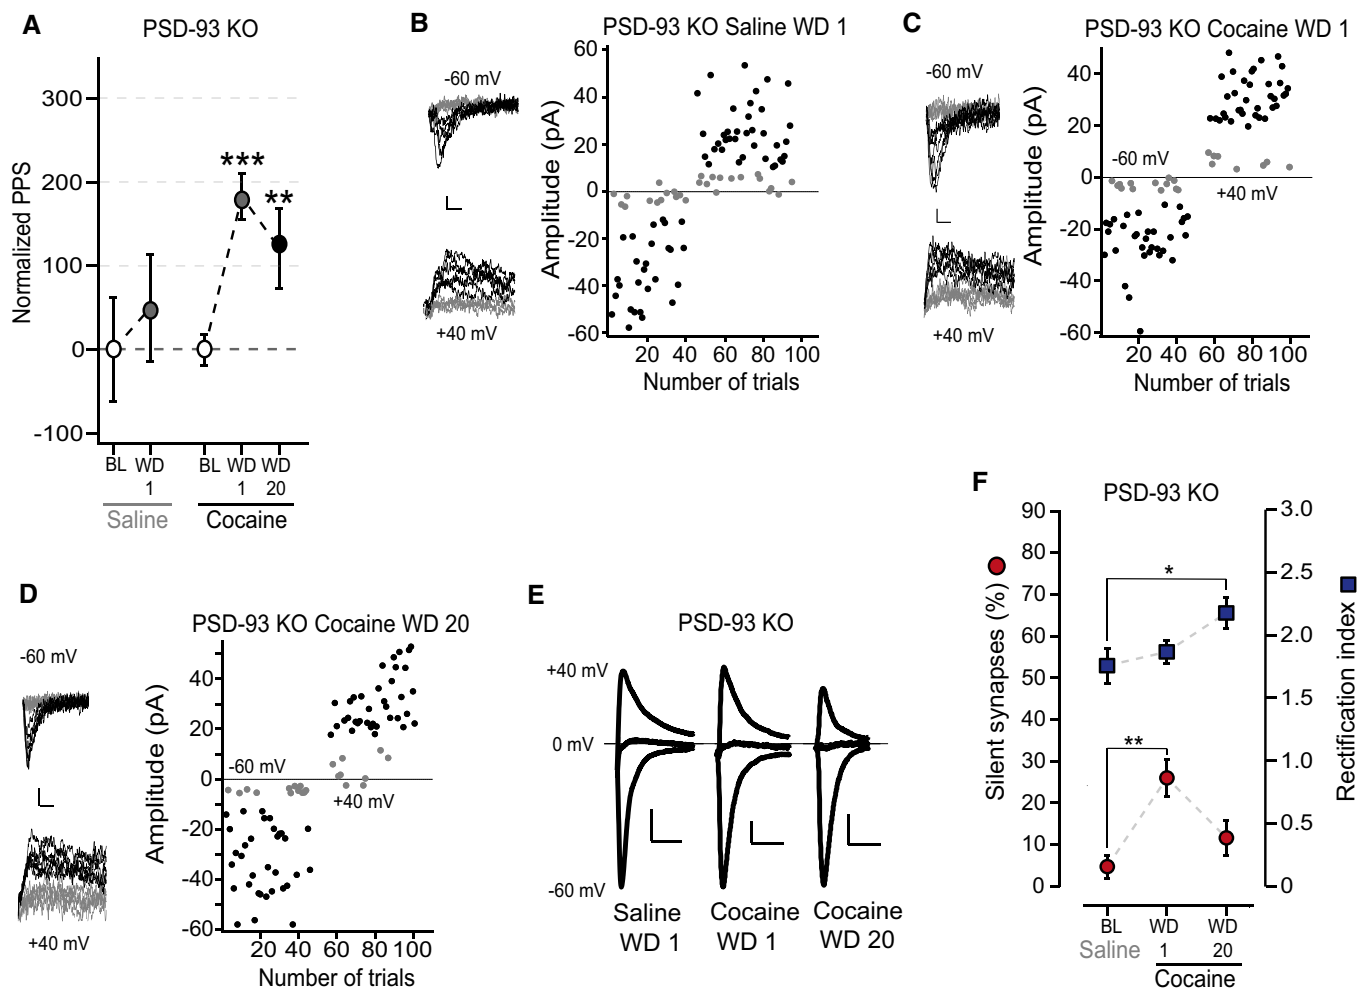 A
PSD-93 KO
Normalized PPS
300
200
100
0
-100
***
**
BL WD BL WD WD
1 1 20
Saline Cocaine
B
PSD-93 KO Saline WD 1
-60 mV
+40 mV
Amplitude (pA)
60
40
20
0
-20
-40
-60
20 40 60 80 100
Number of trials
C
PSD-93 KO Cocaine WD 1
-60 mV
+40 mV
Amplitude (pA)
40
20
0
-20
-40
-60
-60 mV
+40 mV
20 40 60 80 100
Number of trials
D
PSD-93 KO Cocaine WD 20
-60 mV
+40 mV
Amplitude (pA)
40
20
0
-20
-40
-60
-60 mV
+40 mV
20 40 60 80 100
Number of trials
E
PSD-93 KO
+40 mV
0 mV
-60 mV
Saline Cocaine Cocaine
WD 1 WD 1 WD 20
F
PSD-93 KO
Silent synapses (%)
90
80
70
60
50
40
30
20
10
0
*
**
3.0
2.5
2.0
1.5
1.0
0.5
0
Rectification index
BL WD WD
Saline 1 20
Cocaine